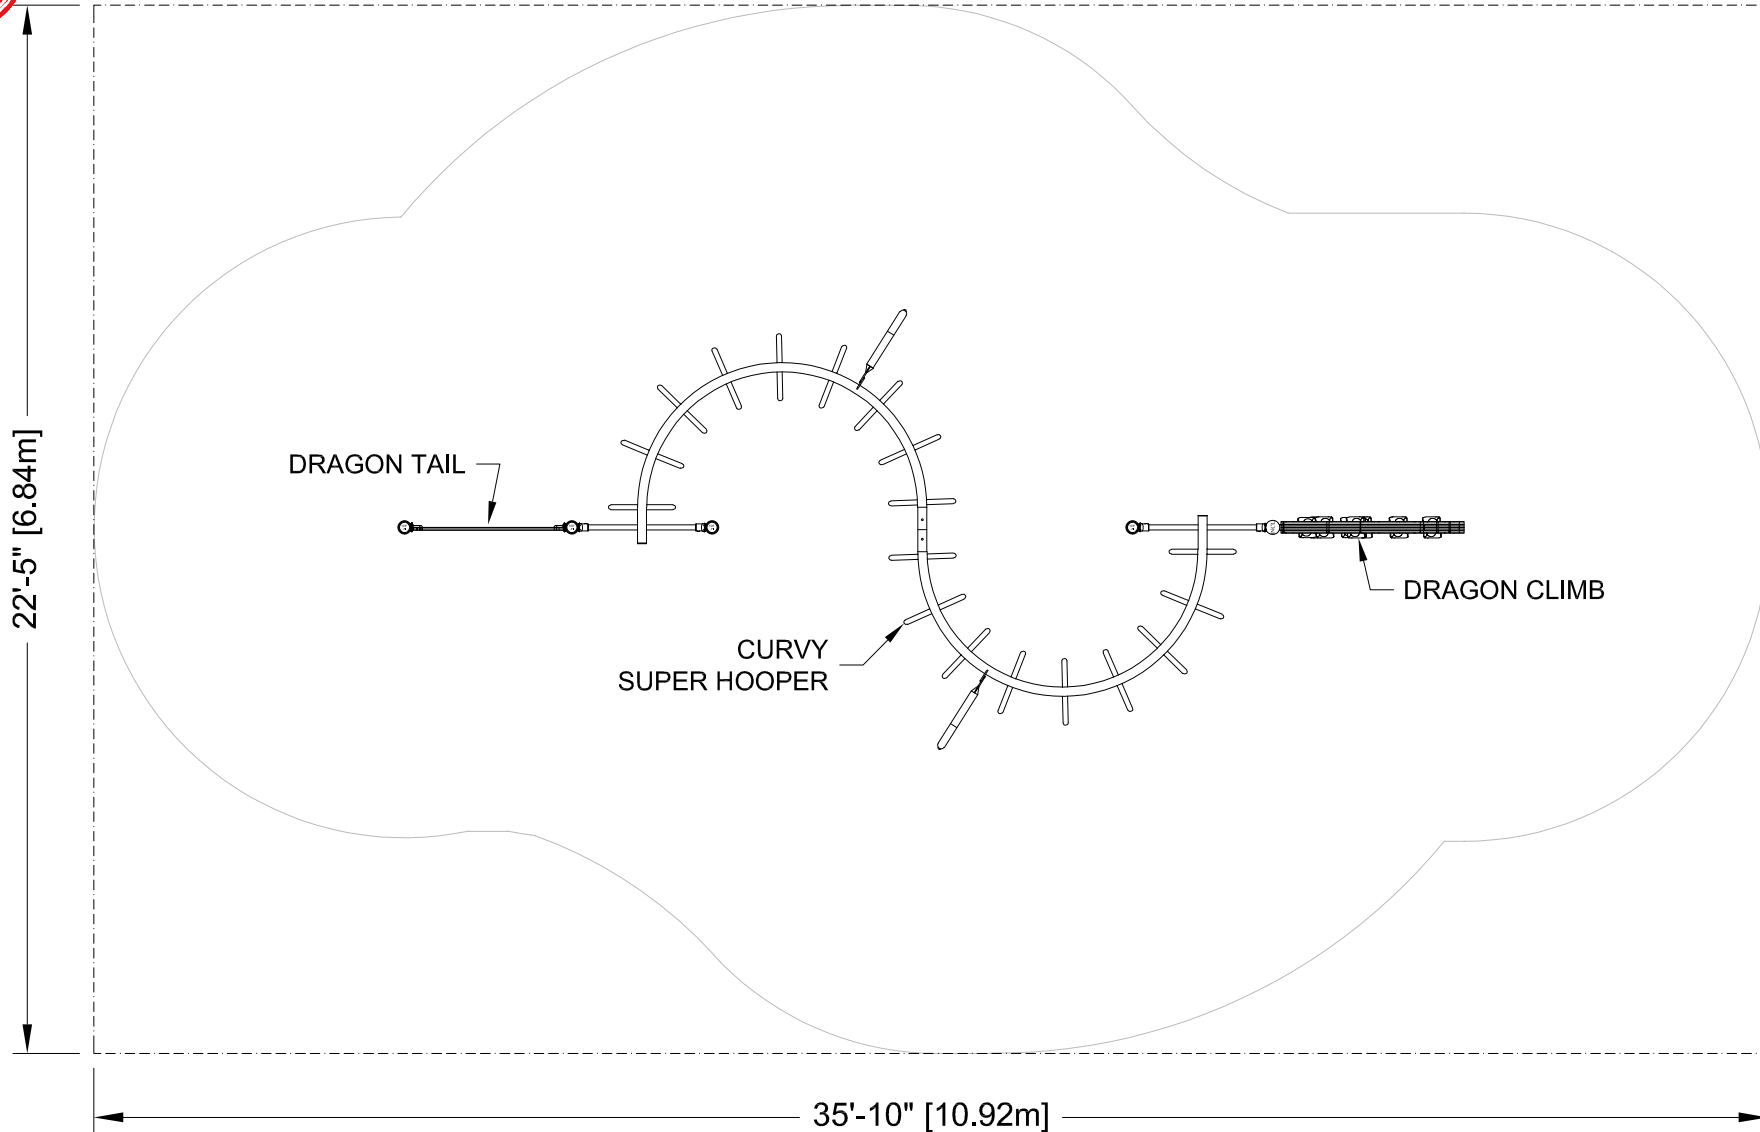 DRAGON TAIL
22'-5" [6.84m]
DRAGON CLIMB
CURVY
SUPER HOOPER
35'-10" [10.92m]